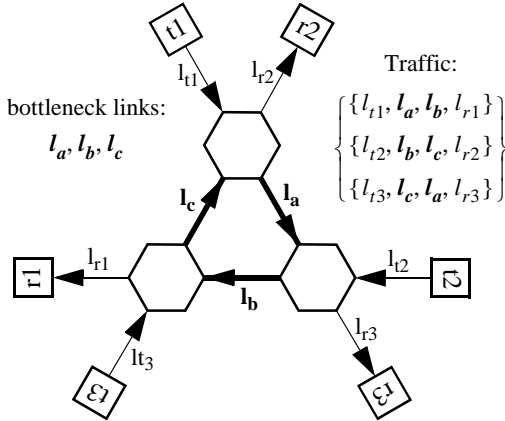 t1
r2
l_t1
l_r2
Traffic:
bottleneck links:
l_a, l_b, l_c
{l_t1, l_a, l_b, l_r1}
{l_t2, l_b, l_c, l_r2}
{l_t3, l_c, l_a, l_r3}
l_c
l_a
l_r1
l_t2
r1
t2
l_b
lt_3
l_r3
t3
r3